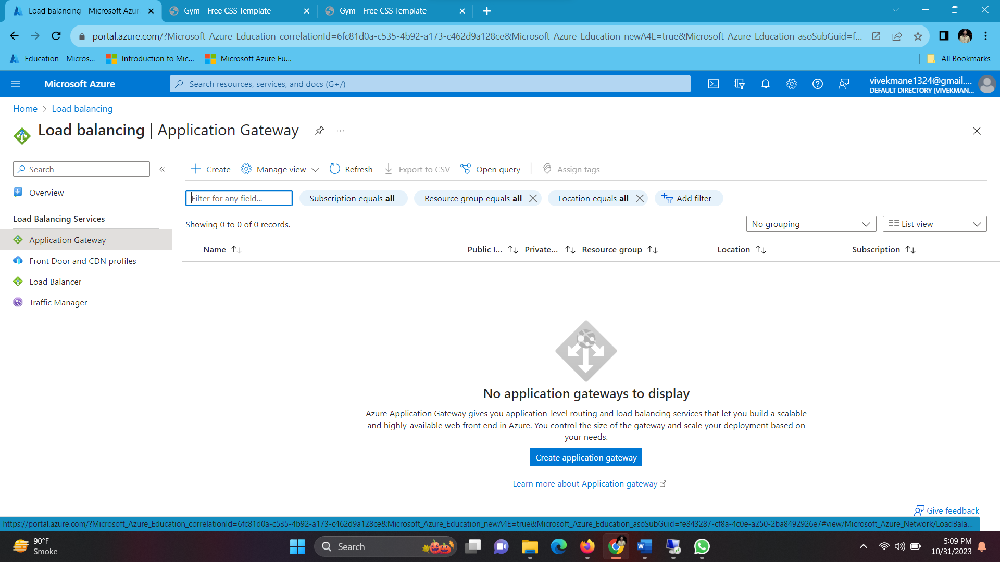 Load balancing - Microsoft Azur
Gym - Free CSS Template
Gym - Free CSS Template
portal.azure.com/?Microsoft_Azure_Education_correlationId=6fc81d0a-c535-4b92-a173-c462d9a128ce&Microsoft_Azure_Education_newA4E=true&Microsoft_Azure_Education_asoSubGuid=f...
Education - Micros...
Introduction to Mic...
Microsoft Azure Fu...
All Bookmarks
Microsoft Azure
Search resources, services, and docs (G+/)
vivekmane1324@gmail....
DEFAULT DIRECTORY (VIVEKMAN...
Home > Load balancing
Load balancing | Application Gateway
...
Search
«
Create
Manage view
Refresh
Export to CSV
Open query
Assign tags
Overview
Filter for any field...
Subscription equals all
Resource group equals all
Location equals all
Add filter
Load Balancing Services
Showing 0 to 0 of 0 records.
No grouping
List view
Application Gateway
Front Door and CDN profiles
Load Balancer
Traffic Manager
Name
Public I...
Private...
Resource group
Location
Subscription
No application gateways to display
Azure Application Gateway gives you application-level routing and load balancing services that let you build a scalable
and highly-available web front end in Azure. You control the size of the gateway and scale your deployment based on
your needs.
Create application gateway
Learn more about Application gateway
Give feedback
https://portal.azure.com/?Microsoft_Azure_Education_correlationId=6fc81d0a-c535-4b92-a173-c462d9a128ce&Microsoft_Azure_Education_newA4E=true&Microsoft_Azure_Education_asoSubGuid=fe843287-cf8a-4c0e-a250-2ba8492926e7#view/Microsoft_Azure_Network/LoadBala...
90°F
Smoke
Search
5:09 PM
10/31/2023